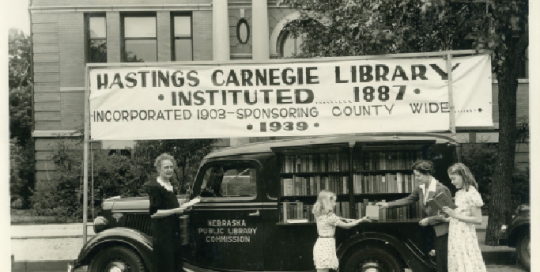 HASTINGS CARNEGIE LIBRARY
• INSTITUTED ........ 1887 •
INCORPORATED 1903-SPONSORING COUNTY WIDE.....
• 1939 •
NEBRASKA
PUBLIC LIBRARY
COMMISSION